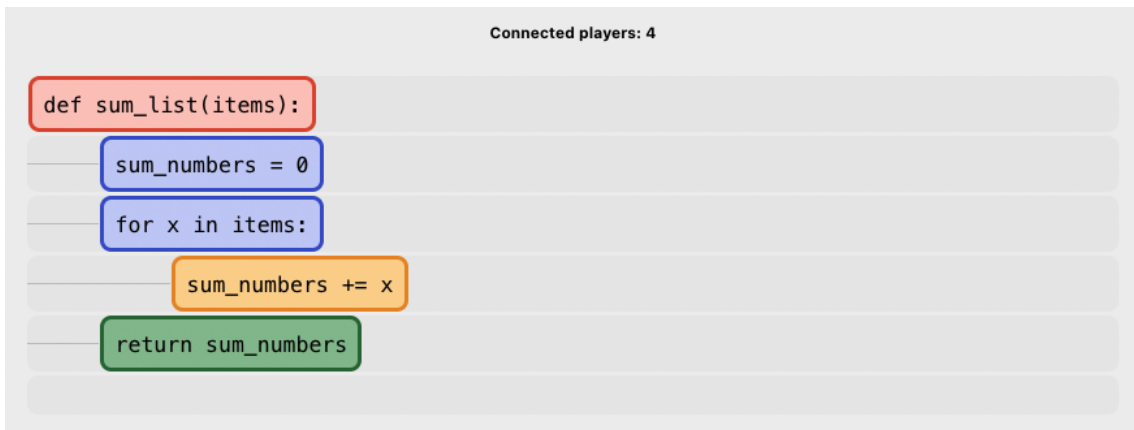 Connected players: 4
def sum_list(items):
sum_numbers = 0
for x in items:
sum_numbers += x
return sum_numbers